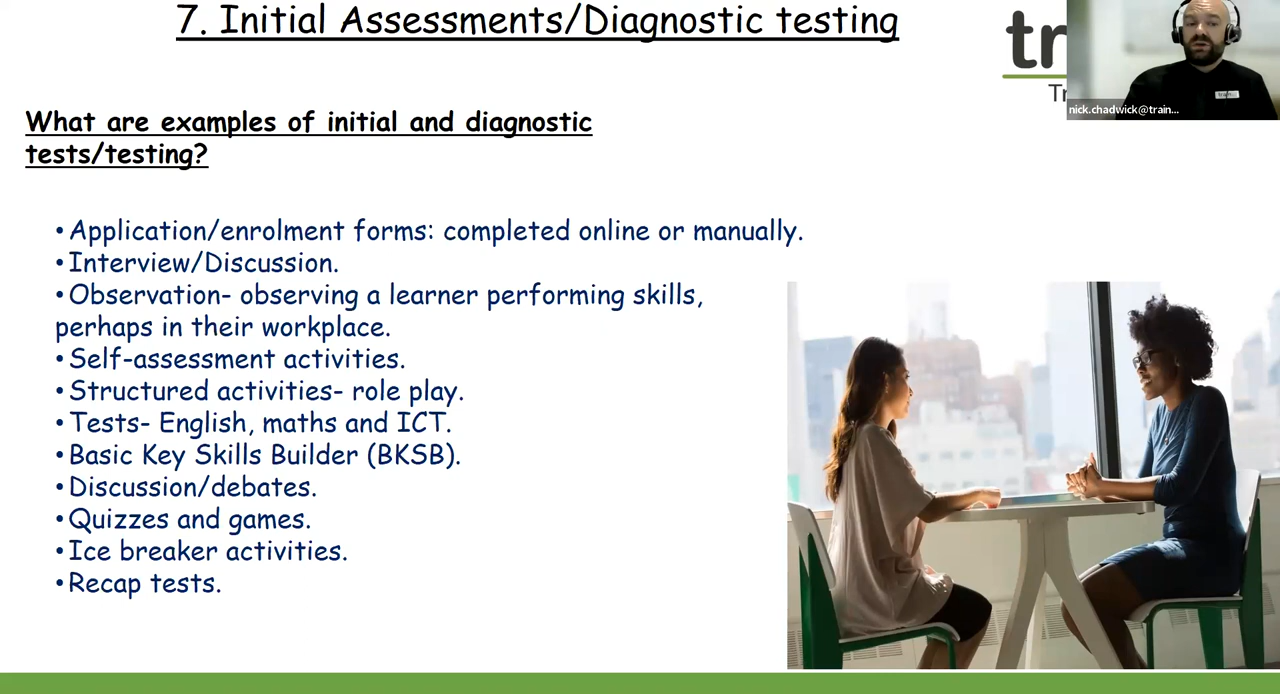 7. Initial Assessments/Diagnostic testing
tr
Tr
nick.chadwick@train...
What are examples of initial and diagnostic
tests/testing?
•Application/enrolment forms: completed online or manually.
•Interview/Discussion.
•Observation- observing a learner performing skills,
perhaps in their workplace.
•Self-assessment activities.
•Structured activities- role play.
•Tests- English, maths and ICT.
•Basic Key Skills Builder (BKSB).
•Discussion/debates.
•Quizzes and games.
•Ice breaker activities.
•Recap tests.